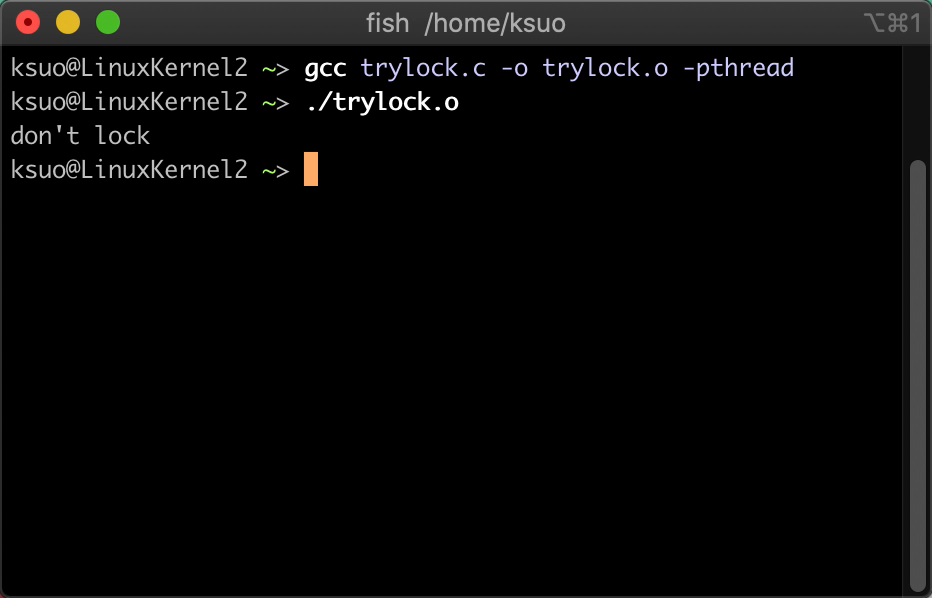 fish /home/ksuo
⌥⌘1
ksuo@LinuxKernel2 ~> gcc trylock.c -o trylock.o -pthread
ksuo@LinuxKernel2 ~> ./trylock.o
don't lock
ksuo@LinuxKernel2 ~>